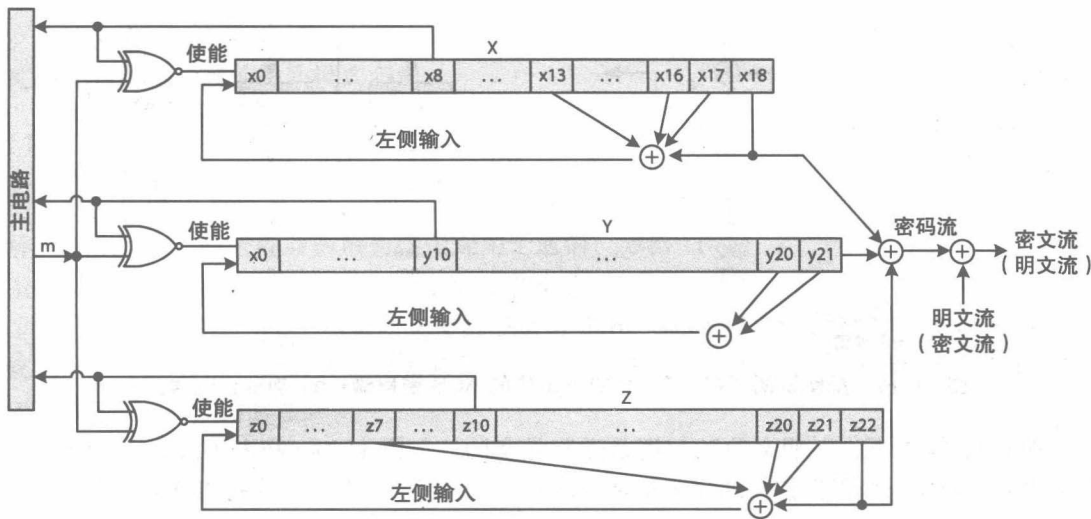 X
使能
x0 ... x8 ... x13 ... x16 x17 x18
左侧输入
主电路
m
Y
使能
x0 ... y10 ... y20 y21
左侧输入
密码流
密文流
(明文流)
明文流
(密文流)
Z
使能
z0 ... z7 ... z10 ... z20 z21 z22
左侧输入